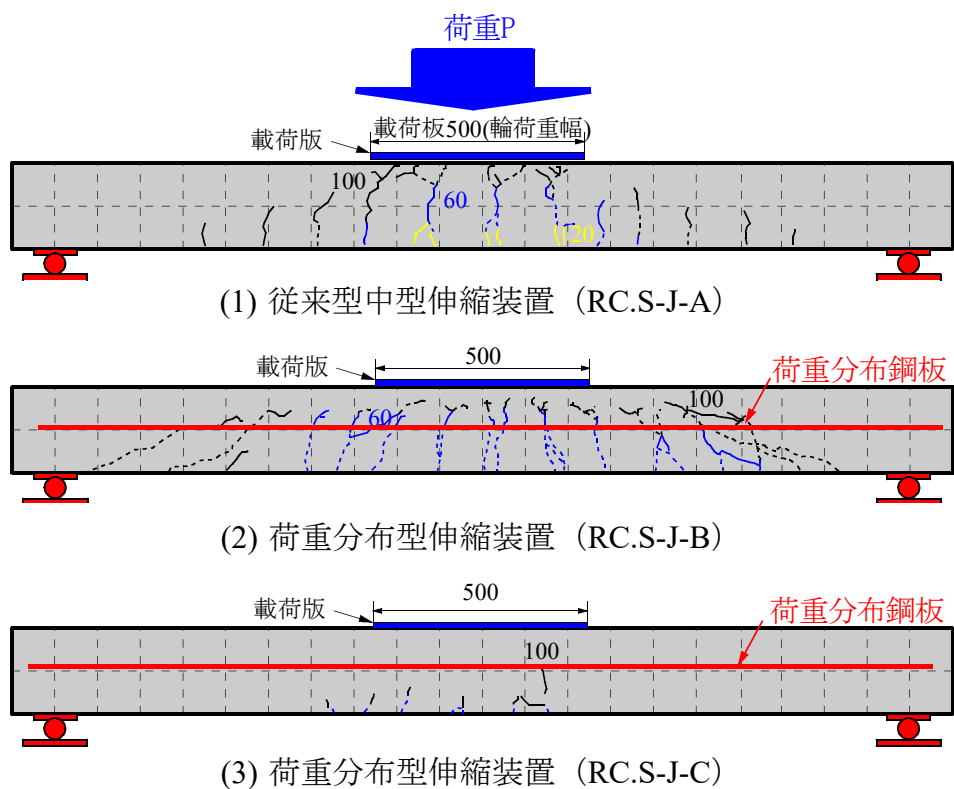 荷重P
載荷板500(輪荷重幅)
載荷版
100
60
20
(1) 従来型中型伸縮装置（RC.S-J-A）
500
載荷版
荷重分布鋼板
100
60
(2) 荷重分布型伸縮装置（RC.S-J-B）
500
載荷版
荷重分布鋼板
100
(3) 荷重分布型伸縮装置（RC.S-J-C）